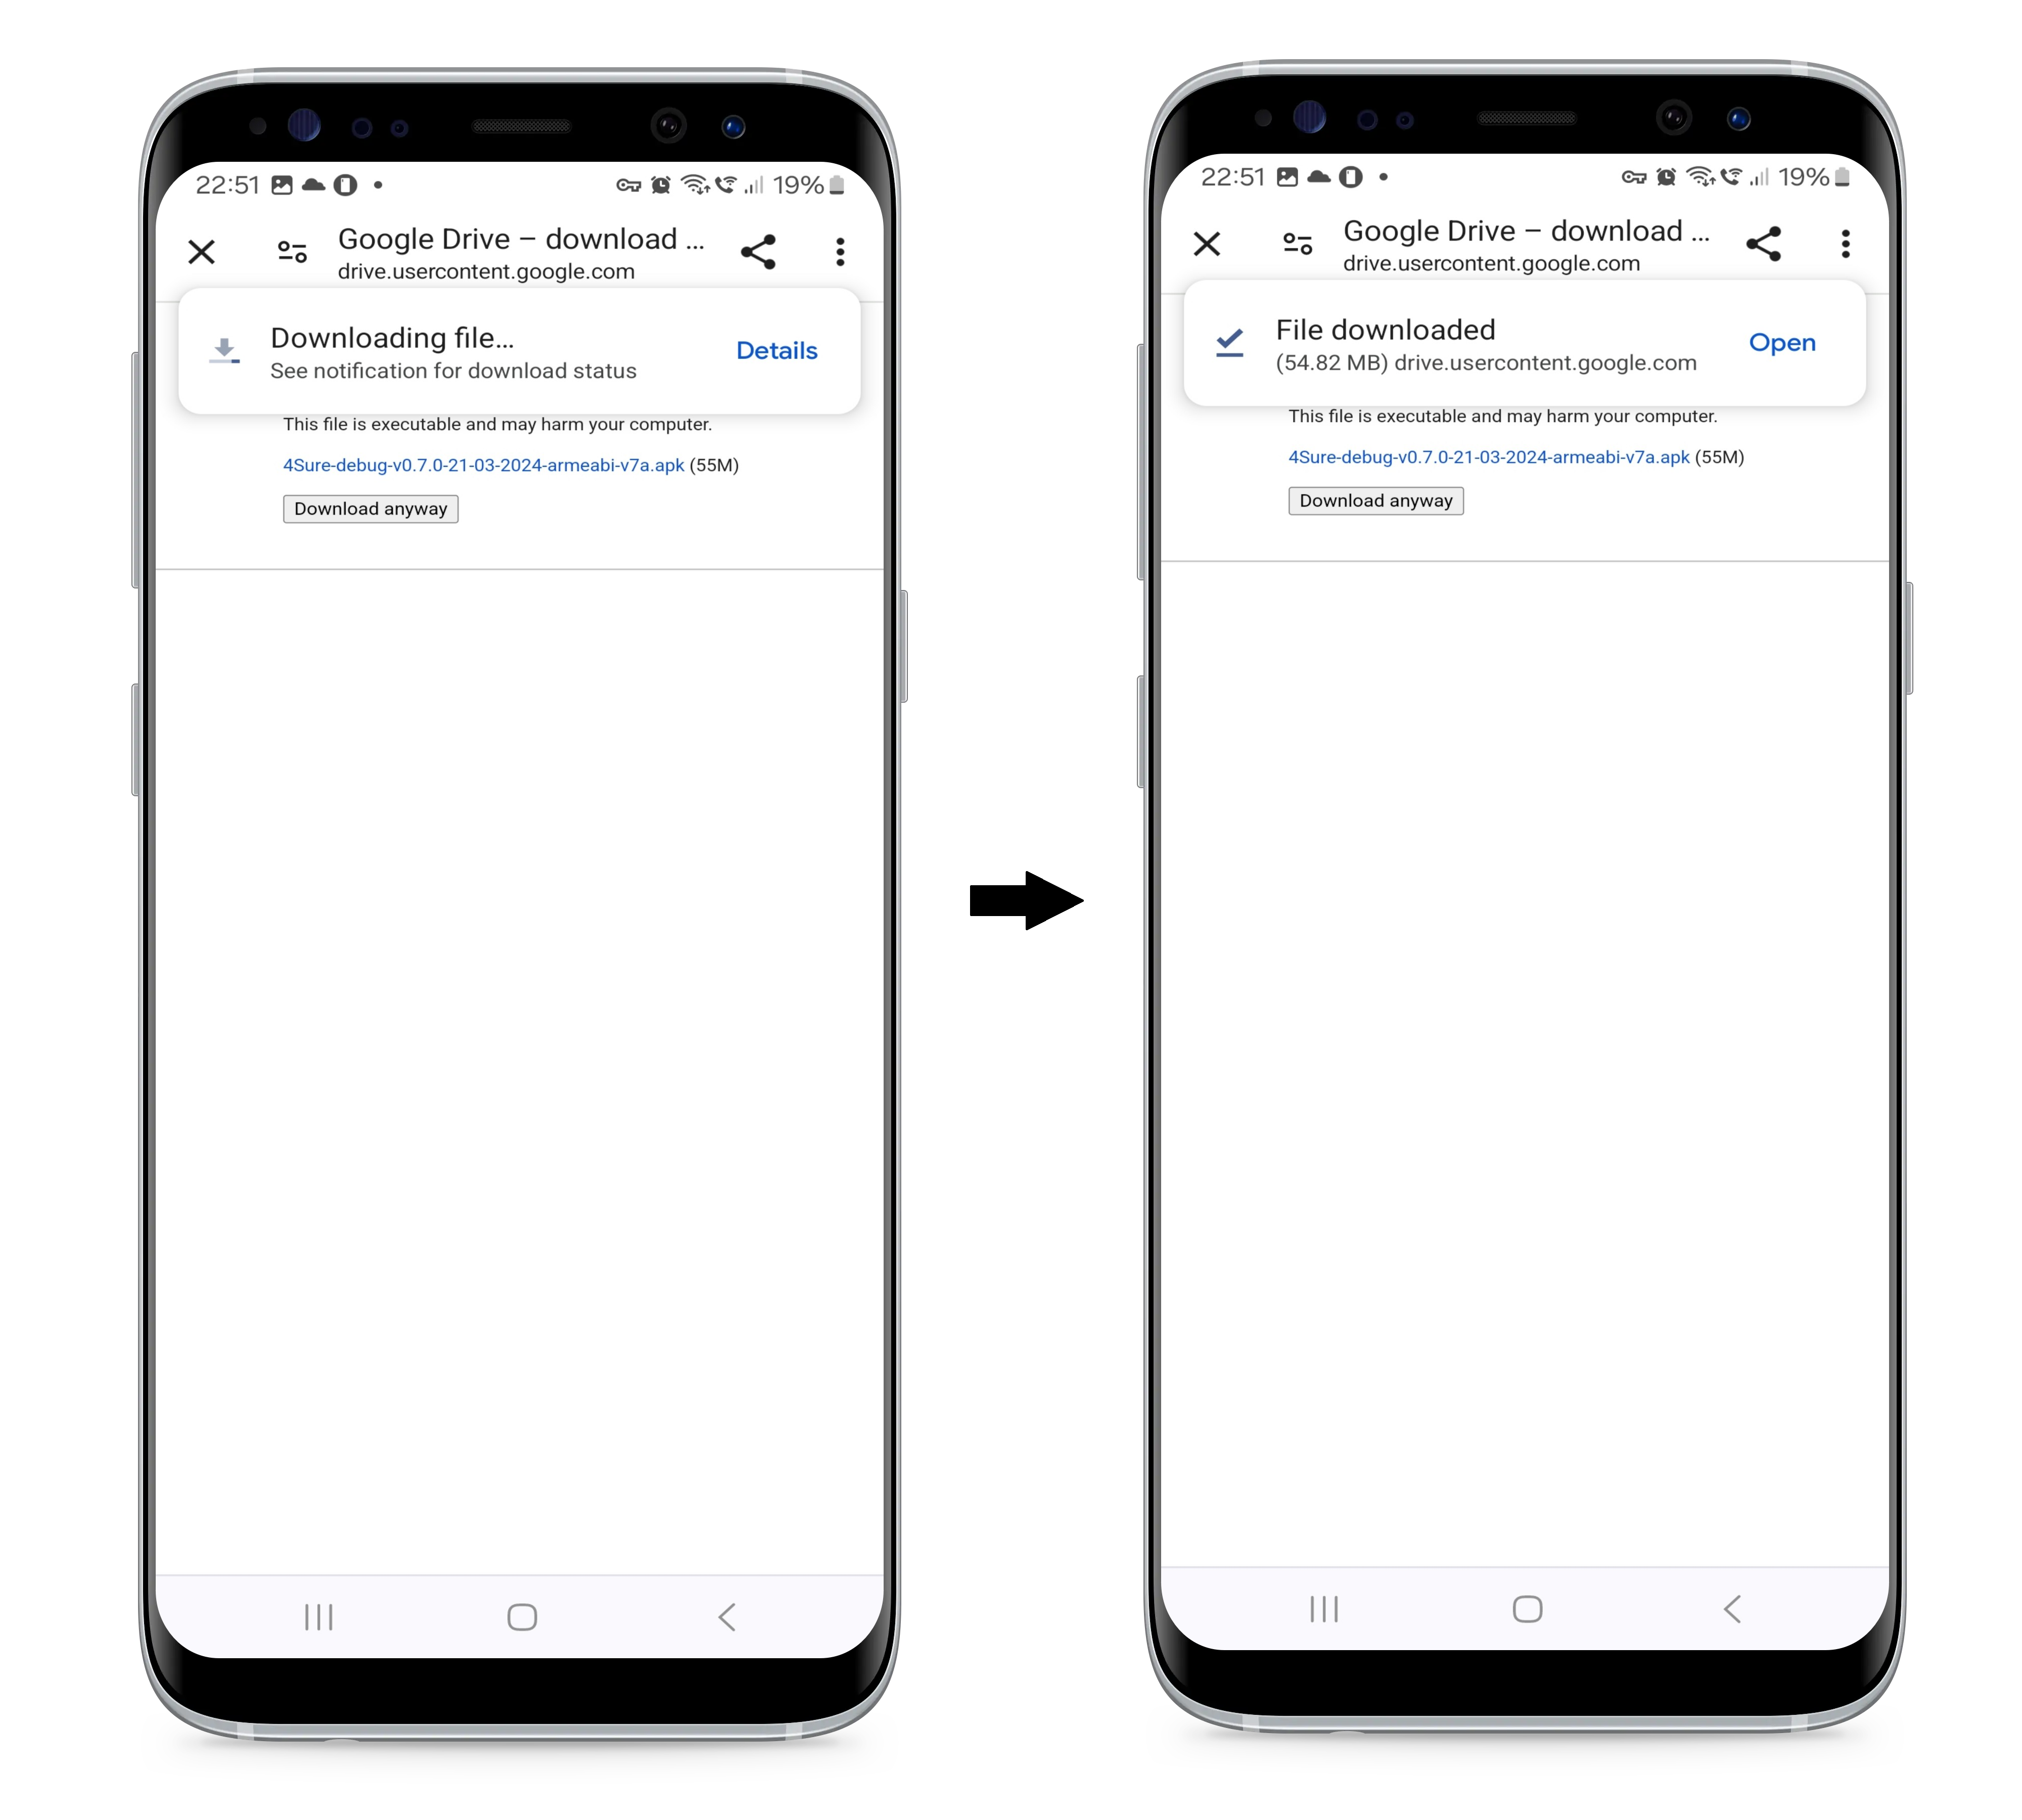 22:51 19%
Google Drive – download ...
drive.usercontent.google.com
Downloading file...
See notification for download status
Details
This file is executable and may harm your computer.
4Sure-debug-v0.7.0-21-03-2024-armeabi-v7a.apk (55M)
Download anyway
22:51 19%
Google Drive – download ...
drive.usercontent.google.com
File downloaded
(54.82 MB) drive.usercontent.google.com
Open
This file is executable and may harm your computer.
4Sure-debug-v0.7.0-21-03-2024-armeabi-v7a.apk (55M)
Download anyway